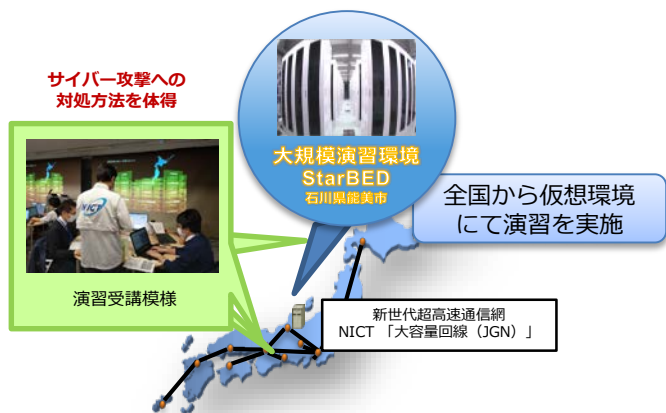 サイバー攻撃への
対処方法を体得
大規模演習環境
StarBED
石川県能美市
全国から仮想環境
にて演習を実施
NICT
演習受講模様
新世代超高速通信網
NICT 「大容量回線（JGN）」